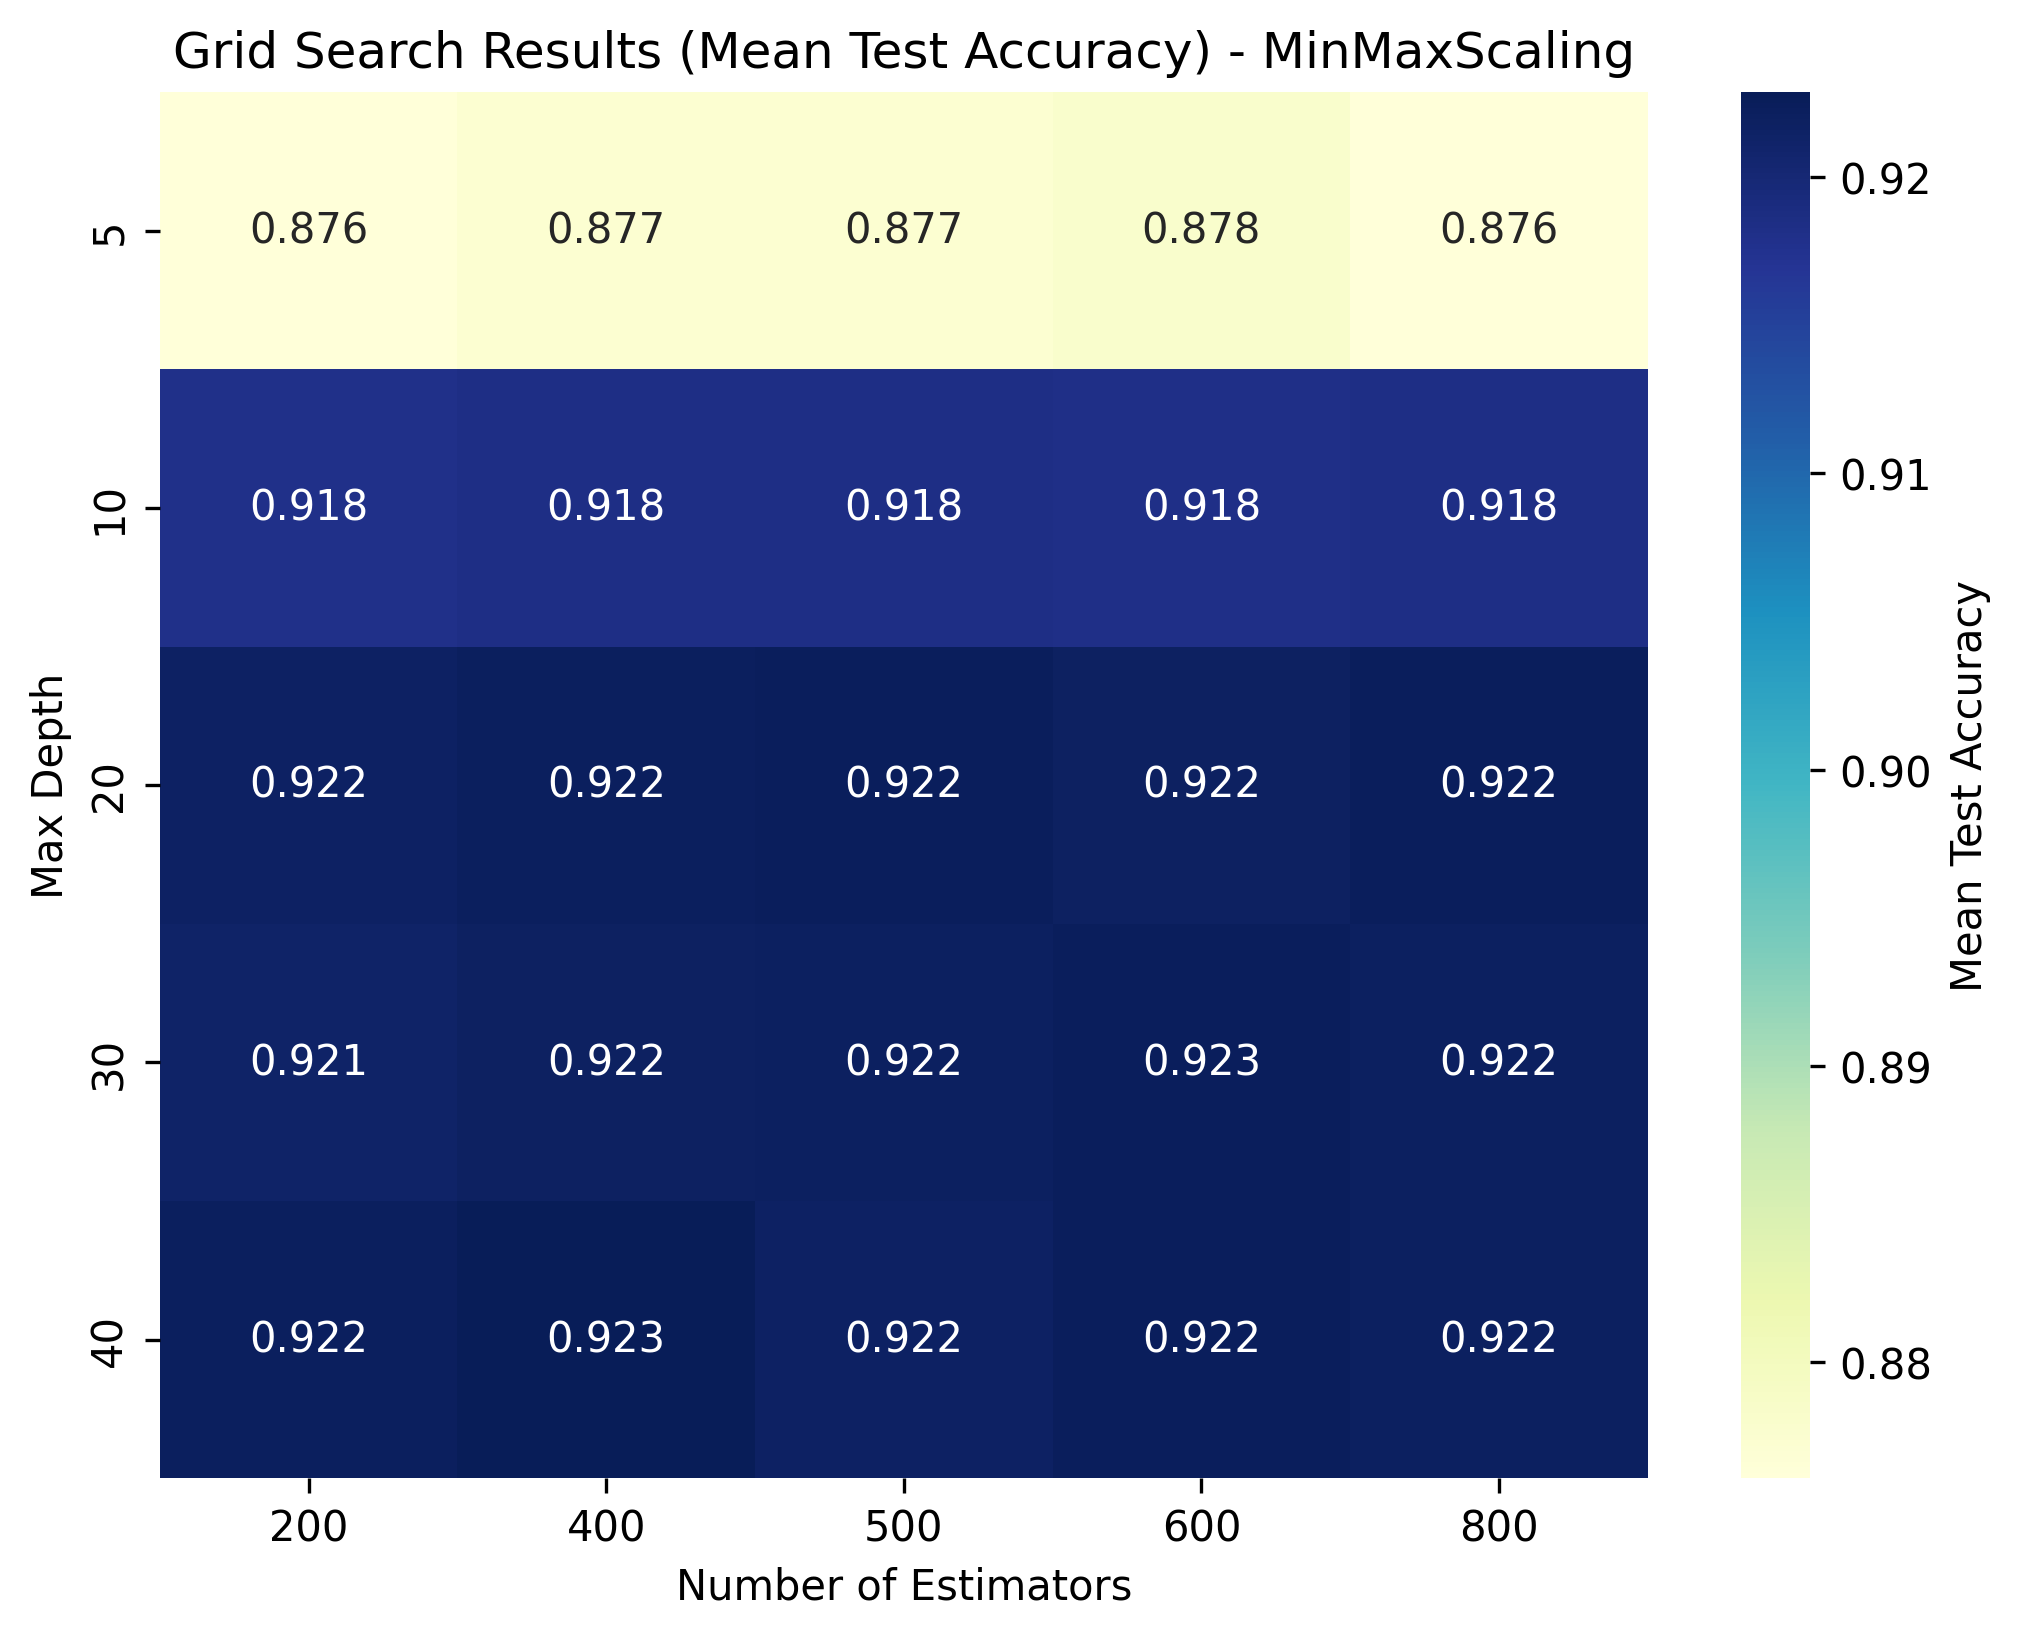 Grid Search Results (Mean Test Accuracy) - MinMaxScaling
5 0.876 0.877 0.877 0.878 0.876
10 0.918 0.918 0.918 0.918 0.918
20 0.922 0.922 0.922 0.922 0.922
30 0.921 0.922 0.922 0.923 0.922
40 0.922 0.923 0.922 0.922 0.922
Max Depth
200 400 500 600 800
Number of Estimators
0.92
0.91
0.90
0.89
0.88
Mean Test Accuracy